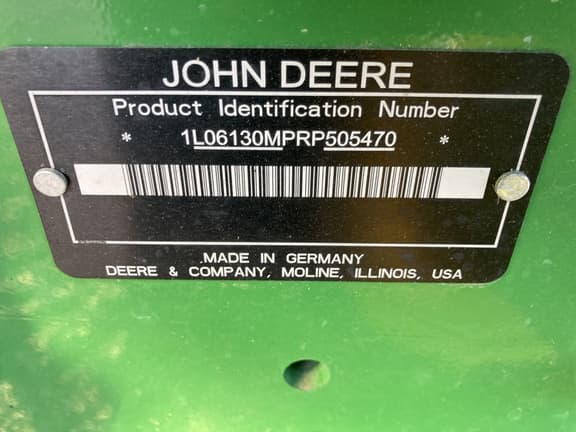 JOHN DEERE
Product Identification Number
* 1L06130MPRP505470 *
MADE IN GERMANY
DEERE & COMPANY, MOLINE, ILLINOIS, USA